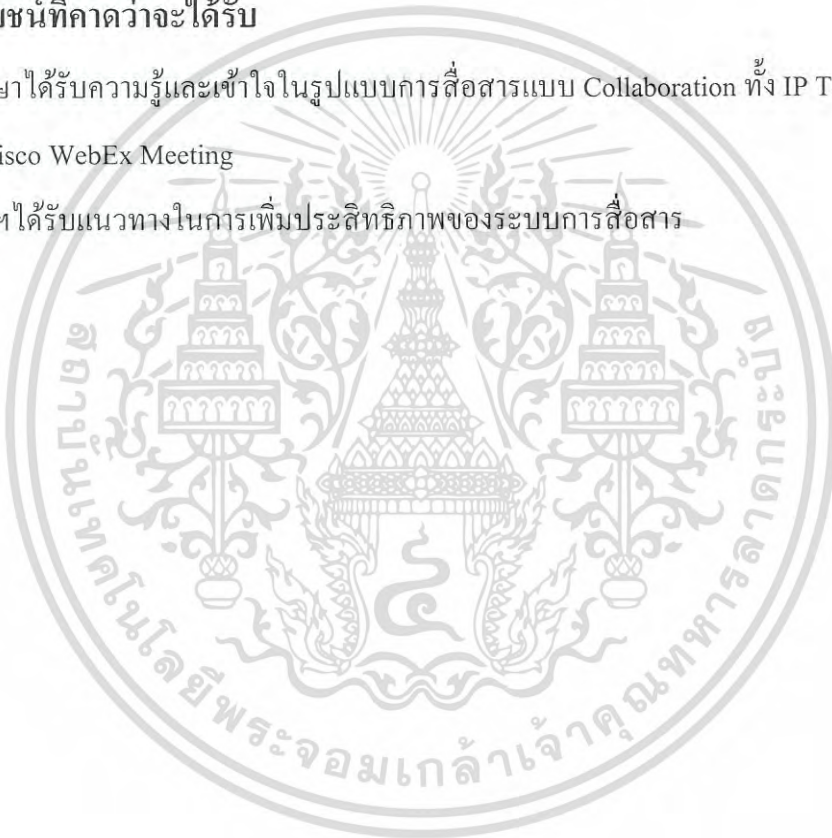 ยชน์ที่คาดว่าจะได้รับ
ษาได้รับความรู้และเข้าใจในรูปแบบการสื่อสารแบบ Collaboration ทั้ง IP T
isco WebEx Meeting
ฯได้รับแนวทางในการเพิ่มประสิทธิภาพของระบบการสื่อสาร
สถาบันเทคโนโลยีพระจอมเกล้าเจ้าคุณทหารลาดกระบัง